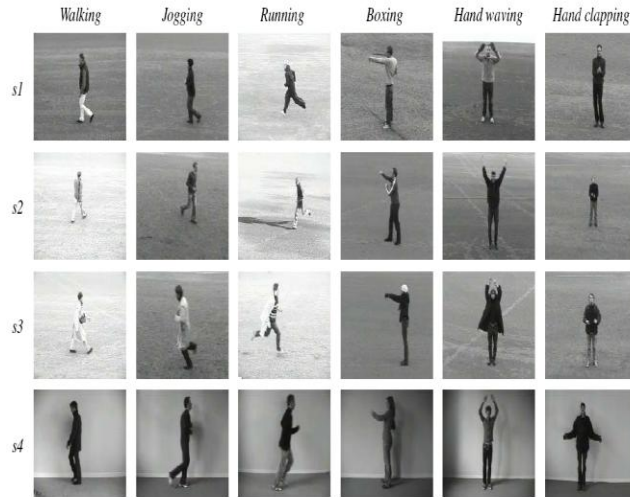 Walking Jogging Running Boxing Hand waving Hand clapping
s1
s2
s3
s4